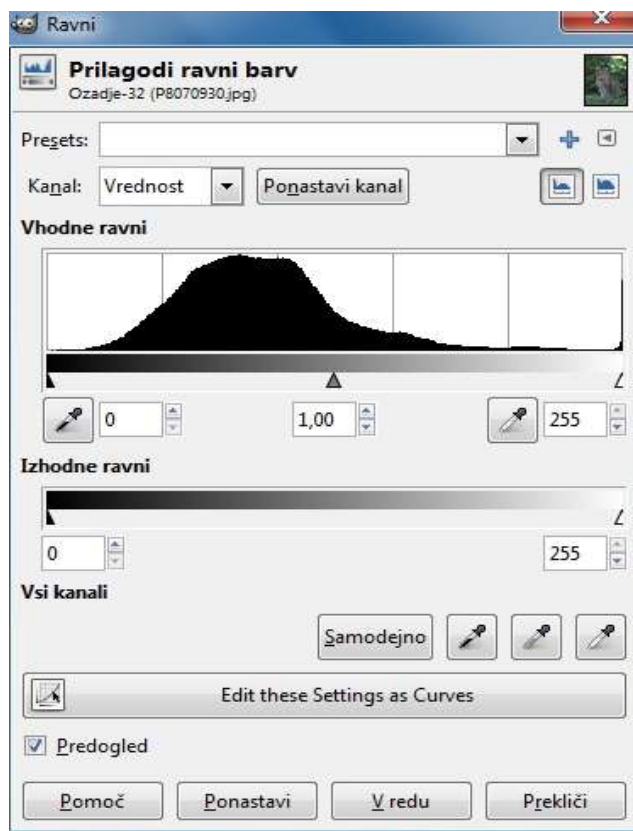 Ravni
Prilagodi ravni barv
Ozadje-32 (P8070930.jpg)
Presets:
Kanal: Vrednost Ponastavi kanal
Vhodne ravni
0 1,00 255
Izhodne ravni
0 255
Vsi kanali
Samodejno
Edit these Settings as Curves
Predogled
Pomoč Ponastavi V redu Prekliči